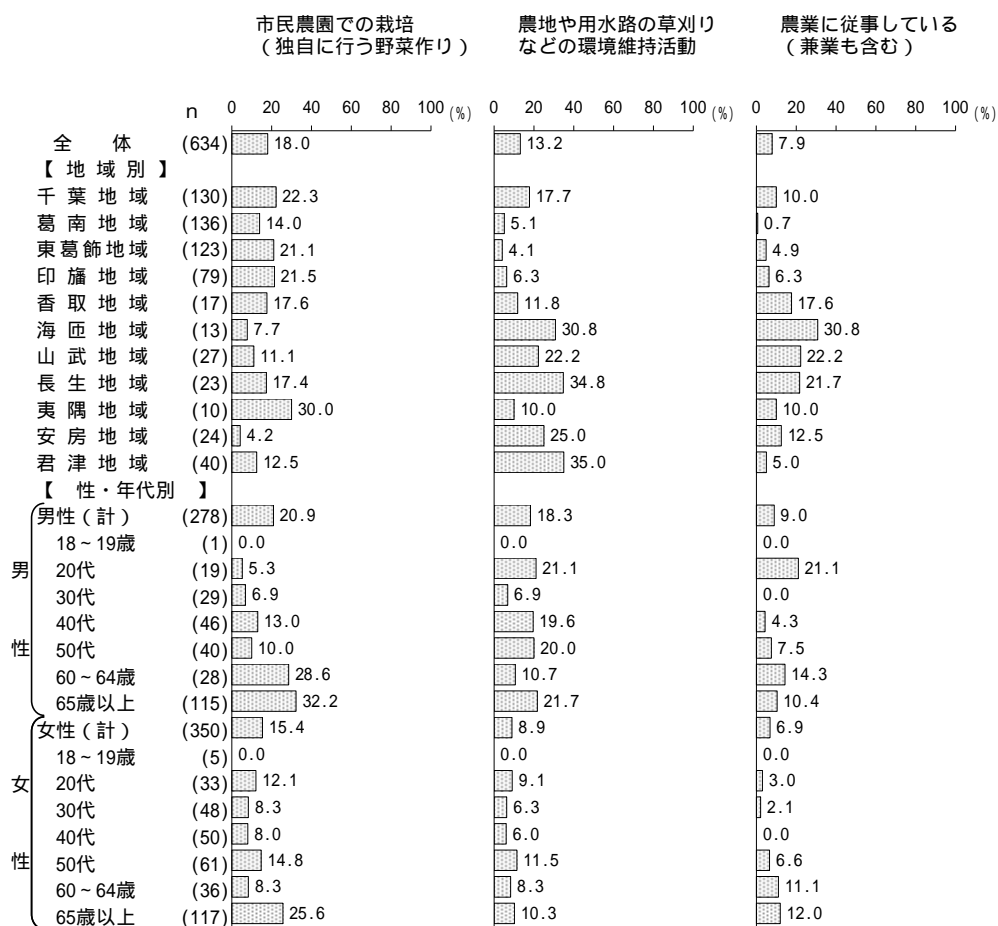 市民農園での栽培
（独自に行う野菜作り）
農地や用水路の草刈り
などの環境維持活動
農業に従事している
（兼業も含む）
n 0 20 40 60 80 100 (%) 0 20 40 60 80 100 (%) 0 20 40 60 80 100 (%)
全 体 (634) 18.0 13.2 7.9
【 地 域 別 】
千 葉 地 域 (130) 22.3 17.7 10.0
葛 南 地 域 (136) 14.0 5.1 0.7
東葛飾地域 (123) 21.1 4.1 4.9
印 旛 地 域 (79) 21.5 6.3 6.3
香 取 地 域 (17) 17.6 11.8 17.6
海 匝 地 域 (13) 7.7 30.8 30.8
山 武 地 域 (27) 11.1 22.2 22.2
長 生 地 域 (23) 17.4 34.8 21.7
夷 隅 地 域 (10) 30.0 10.0 10.0
安 房 地 域 (24) 4.2 25.0 12.5
君 津 地 域 (40) 12.5 35.0 5.0
【 性・年代別 】
男性（計） (278) 20.9 18.3 9.0
18～19歳 (1) 0.0 0.0 0.0
男 20代 (19) 5.3 21.1 21.1
30代 (29) 6.9 6.9 0.0
40代 (46) 13.0 19.6 4.3
性 50代 (40) 10.0 20.0 7.5
60～64歳 (28) 28.6 10.7 14.3
65歳以上 (115) 32.2 21.7 10.4
女性（計） (350) 15.4 8.9 6.9
18～19歳 (5) 0.0 0.0 0.0
女 20代 (33) 12.1 9.1 3.0
30代 (48) 8.3 6.3 2.1
40代 (50) 8.0 6.0 0.0
性 50代 (61) 14.8 11.5 6.6
60～64歳 (36) 8.3 8.3 11.1
65歳以上 (117) 25.6 10.3 12.0